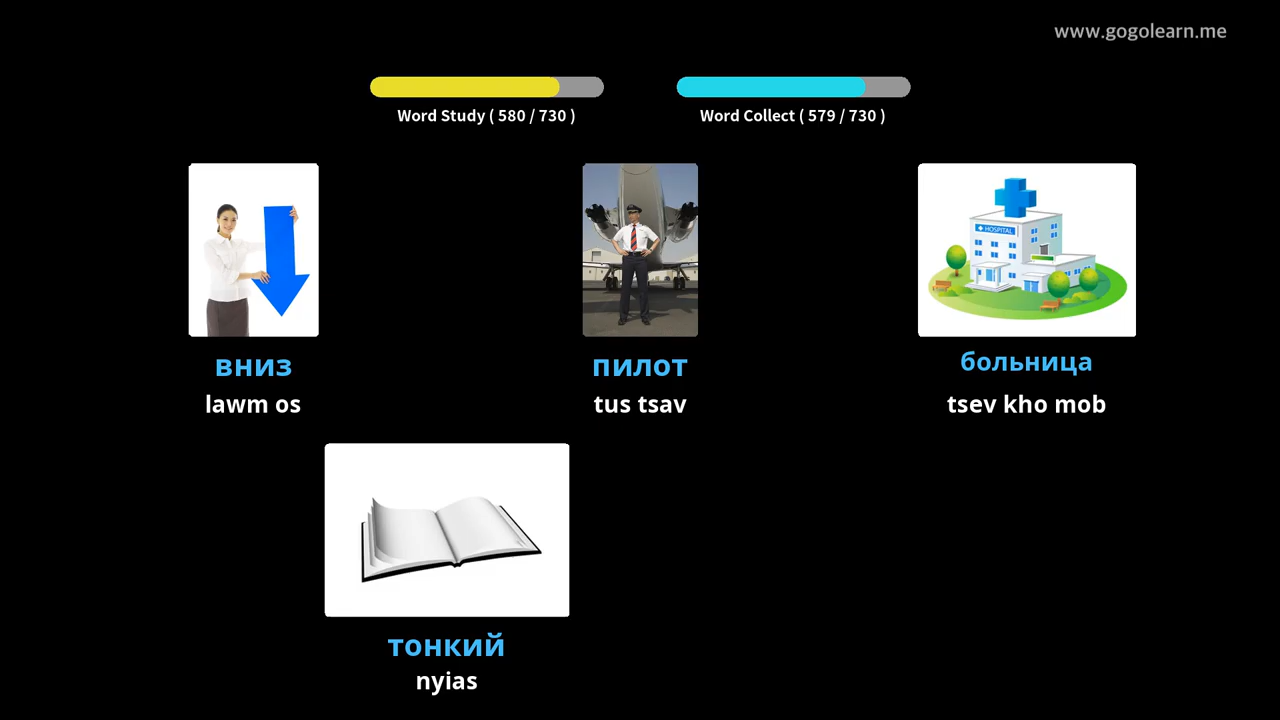 www.gogolearn.me
Word Study ( 580 / 730 )
Word Collect ( 579 / 730 )
HOSPITAL
вниз
lawm os
пилот
tus tsav
больница
tsev kho mob
тонкий
nyias